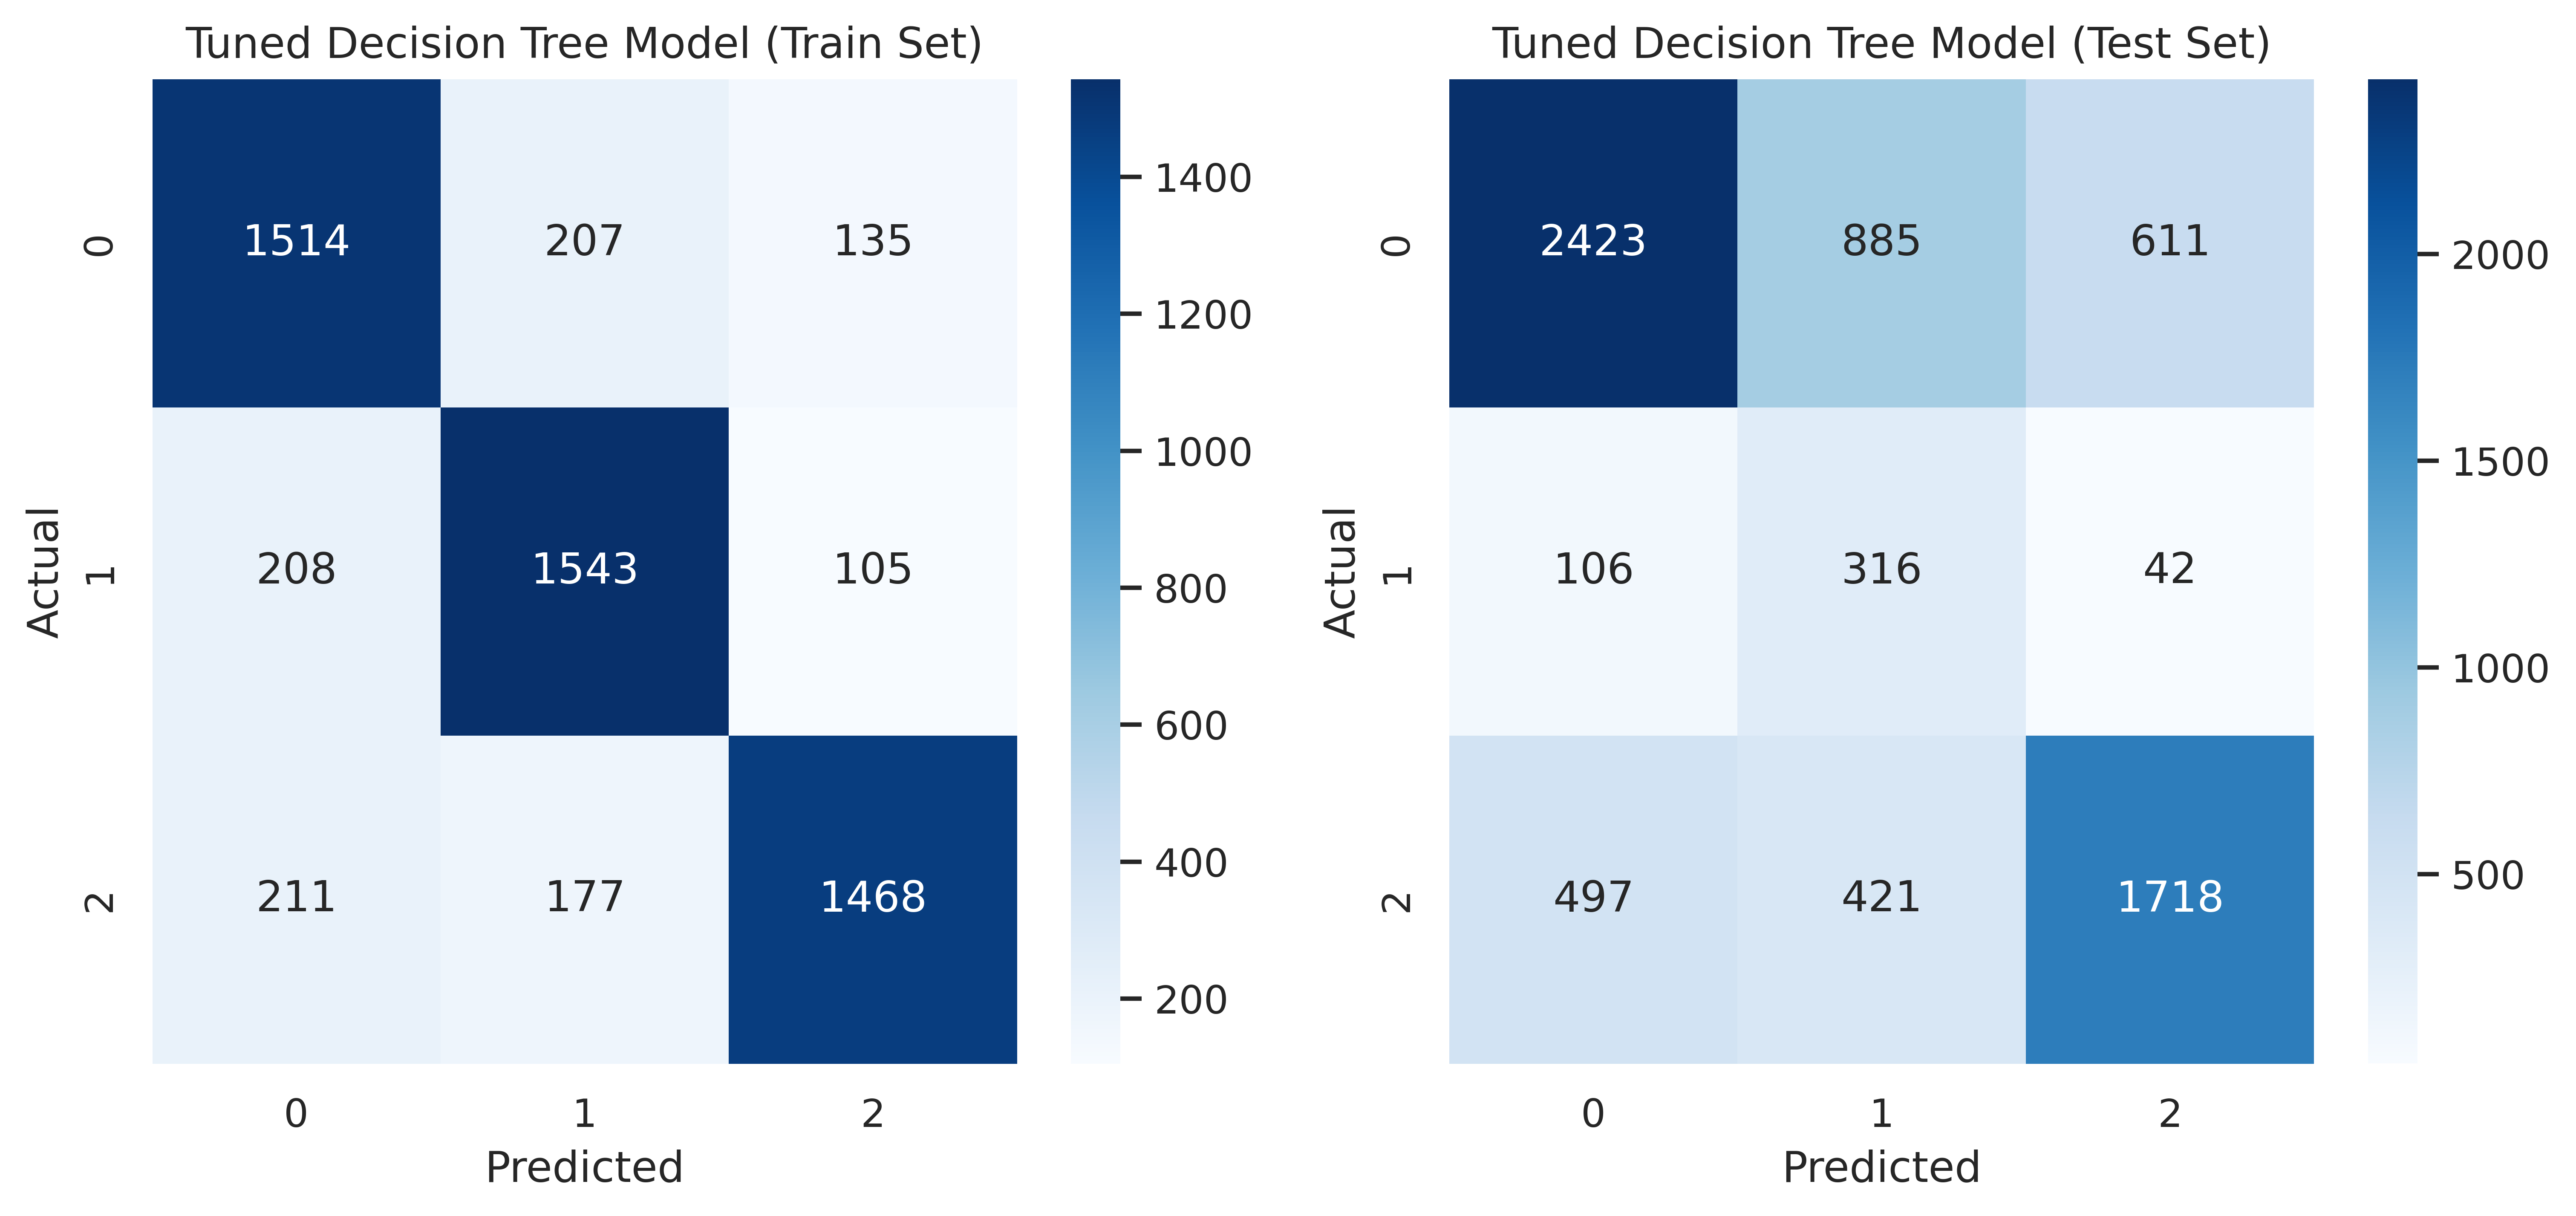 Tuned Decision Tree Model (Train Set)
1514 207 135
208 1543 105
211 177 1468
0
1
2
Actual
0 1 2
Predicted
1400
1200
1000
800
600
400
200
Tuned Decision Tree Model (Test Set)
2423 885 611
106 316 42
497 421 1718
0
1
2
Actual
0 1 2
Predicted
2000
1500
1000
500